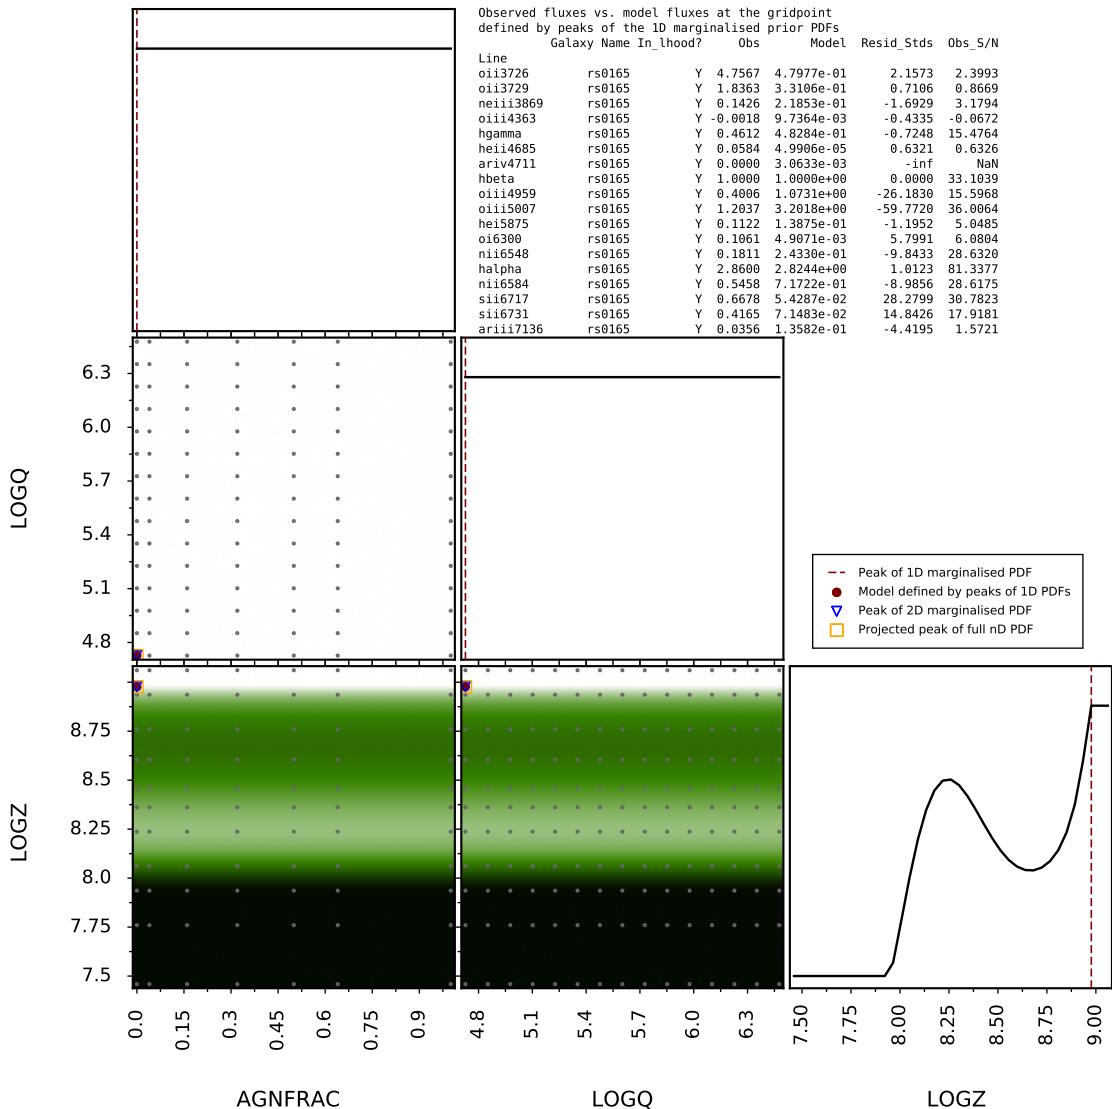 Observed fluxes vs. model fluxes at the gridpoint
defined by peaks of the 1D marginalised prior PDFs
Galaxy Name In_lhood? Obs Model Resid_Stds Obs_S/N
Line
oii3726 rs0165 Y 4.7567 4.7977e-01 2.1573 2.3993
oii3729 rs0165 Y 1.8363 3.3106e-01 0.7106 0.8669
neiii3869 rs0165 Y 0.1426 2.1853e-01 -1.6929 3.1794
oiii4363 rs0165 Y -0.0018 9.7364e-03 -0.4335 -0.0672
hgamma rs0165 Y 0.4612 4.8284e-01 -0.7248 15.4764
heii4685 rs0165 Y 0.0584 4.9906e-05 0.6321 0.6326
ariv4711 rs0165 Y 0.0000 3.0633e-03 -inf NaN
hbeta rs0165 Y 1.0000 1.0000e+00 0.0000 33.1039
oiii4959 rs0165 Y 0.4006 1.0731e+00 -26.1830 15.5968
oiii5007 rs0165 Y 1.2037 3.2018e+00 -59.7720 36.0064
hei5875 rs0165 Y 0.1122 1.3875e-01 -1.1952 5.0485
oi6300 rs0165 Y 0.1061 4.9071e-03 5.7991 6.0804
nii6548 rs0165 Y 0.1811 2.4330e-01 -9.8433 28.6320
halpha rs0165 Y 2.8600 2.8244e+00 1.0123 81.3377
nii6584 rs0165 Y 0.5458 7.1722e-01 -8.9856 28.6175
sii6717 rs0165 Y 0.6678 5.4287e-02 28.2799 30.7823
sii6731 rs0165 Y 0.4165 7.1483e-02 14.8426 17.9181
ariii7136 rs0165 Y 0.0356 1.3582e-01 -4.4195 1.5721
LOGQ
6.3
6.0
5.7
5.4
5.1
4.8
Peak of 1D marginalised PDF
Model defined by peaks of 1D PDFs
Peak of 2D marginalised PDF
Projected peak of full nD PDF
LOGZ
8.75
8.5
8.25
8.0
7.75
7.5
0.0 0.15 0.3 0.45 0.6 0.75 0.9
4.8 5.1 5.4 5.7 6.0 6.3
7.50 7.75 8.00 8.25 8.50 8.75 9.00
AGNFRAC LOGQ LOGZ